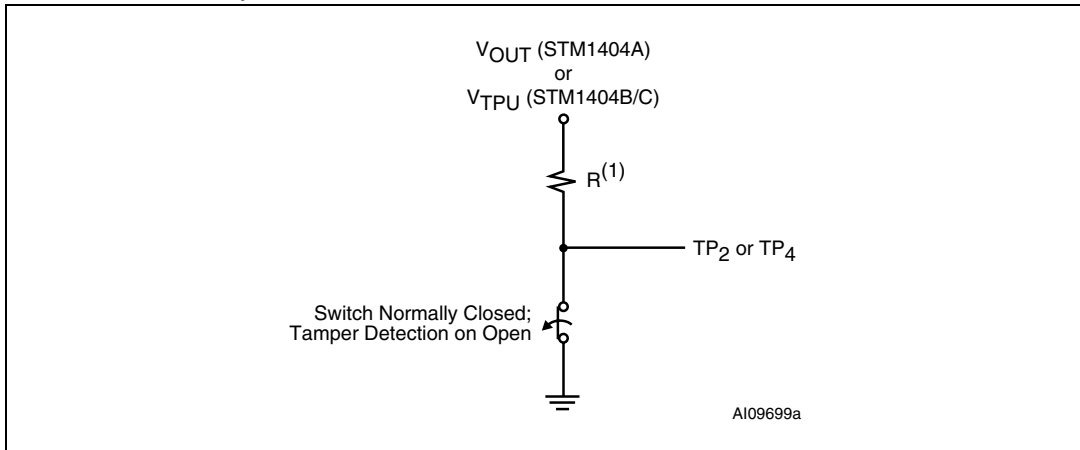 VOUT (STM1404A)
or
VTPU (STM1404B/C)
R(1)
TP2 or TP4
Switch Normally Closed;
Tamper Detection on Open
AI09699a